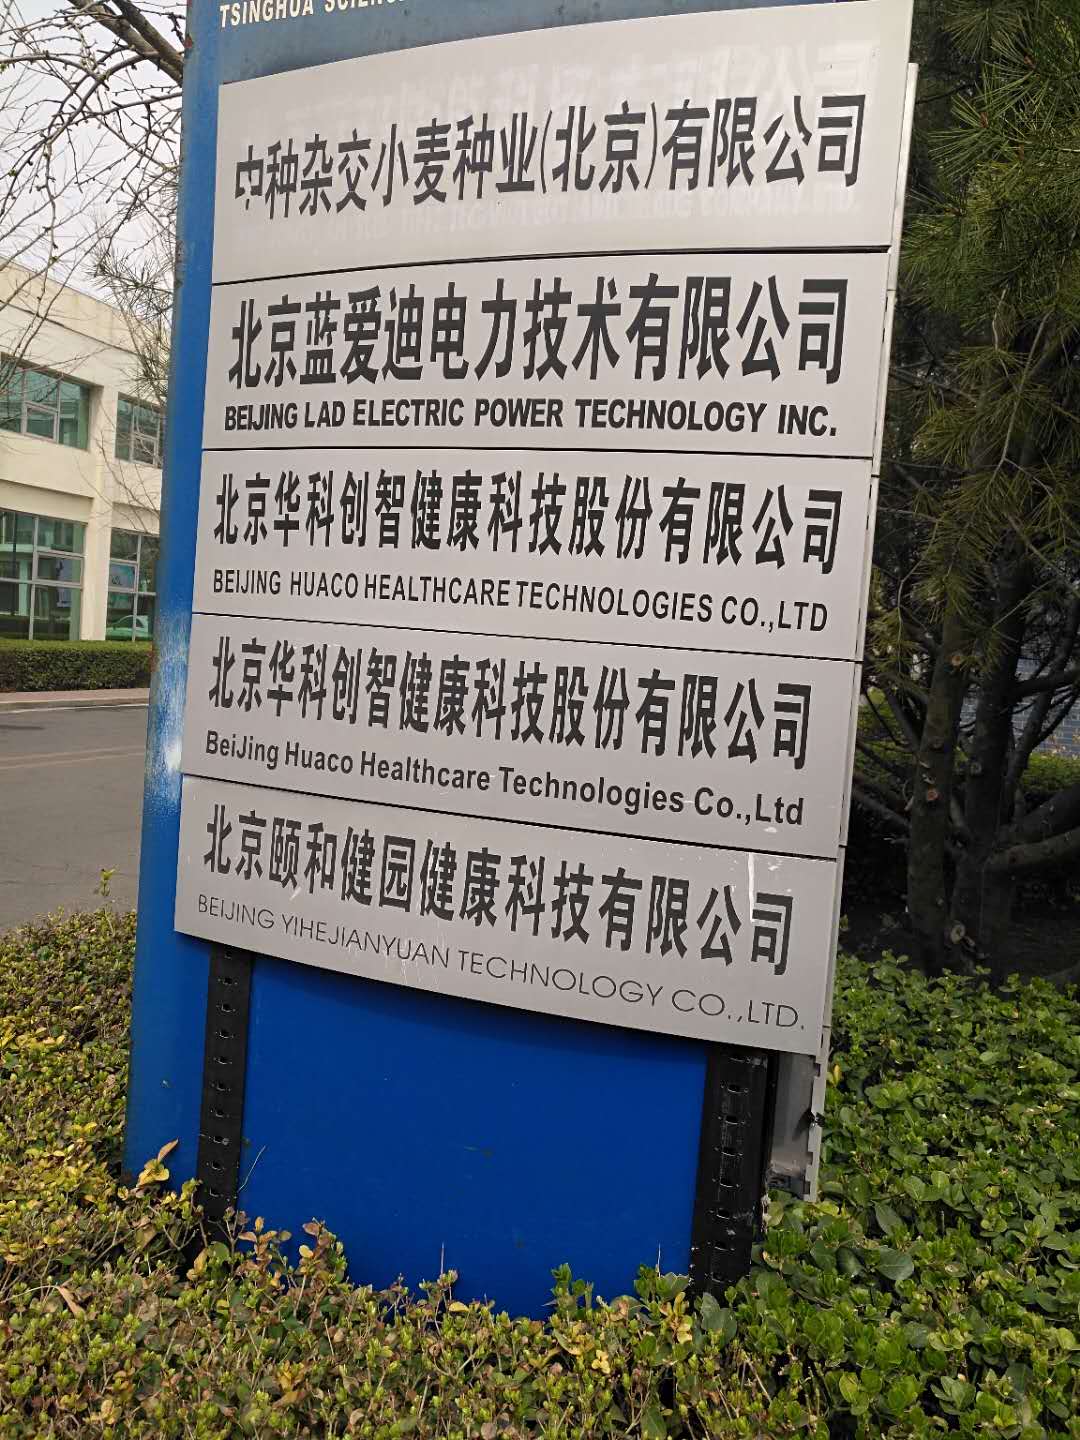 TSINGHUA
中种杂交小麦种业(北京)有限公司
北京蓝爱迪电力技术有限公司
BEIJING LAD ELECTRIC POWER TECHNOLOGY INC.
北京华科创智健康科技股份有限公司
BEIJING HUACO HEALTHCARE TECHNOLOGIES CO.,LTD
北京华科创智健康科技股份有限公司
BeiJing Huaco Healthcare Technologies Co.,Ltd
北京颐和健园健康科技有限公司
BEIJING YIHEJIANYUAN TECHNOLOGY CO.,LTD.